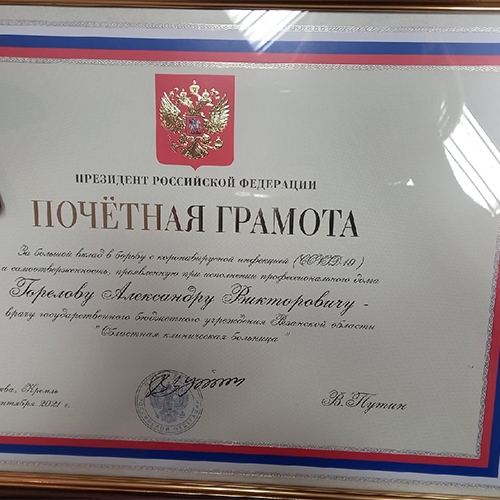 ПРЕЗИДЕНТ РОССИЙСКОЙ ФЕДЕРАЦИИ
ПОЧЁТНАЯ ГРАМОТА
За большой вклад в борьбу с коронавирусной инфекцией (COVID-19)
и самоотверженность, проявленную при исполнении профессионального долга
Горелову Александру Викторовичу -
врачу государственного бюджетного учреждения Рязанской области
"Областная клиническая больница"
Кремль
2021 г.
В.Путин